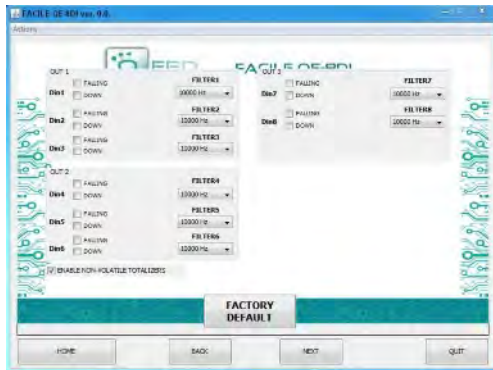 FACILE QE-8DI ver. 9.0.
Actions
QEED FACILE QE-8DI
OUT 1
Din1 FALLING DOWN FILTER1 10000 Hz
Din2 FALLING DOWN FILTER2 10000 Hz
Din3 FALLING DOWN FILTER3 10000 Hz
OUT 2
Din4 FALLING DOWN FILTER4 10000 Hz
Din5 FALLING DOWN FILTER5 10000 Hz
Din6 FALLING DOWN FILTER6 10000 Hz
OUT 3
Din7 FALLING DOWN FILTER7 10000 Hz
Din8 FALLING DOWN FILTER8 10000 Hz
ENABLE NON-VOLATILE TOTALIZERS
FACTORY
DEFAULT
HOME BACK NEXT QUIT